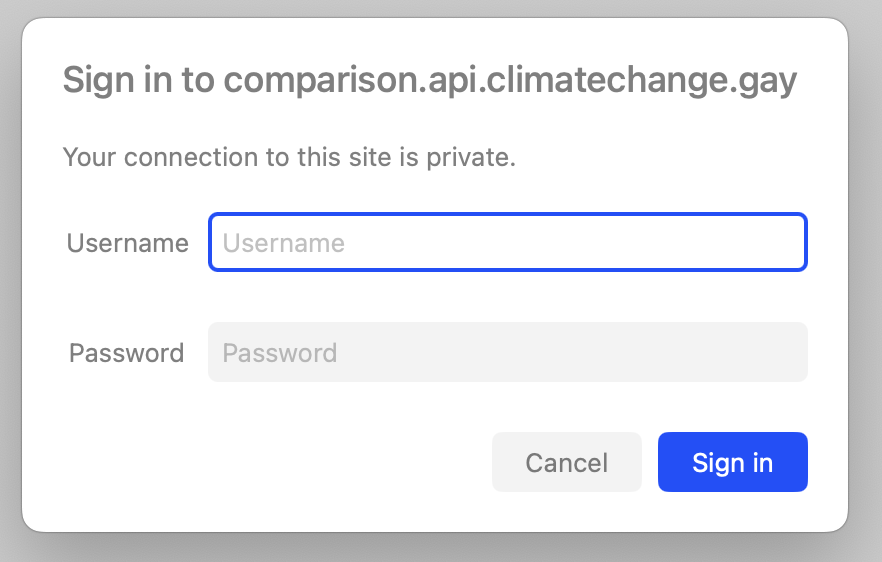 Sign in to comparison.api.climatechange.gay
Your connection to this site is private.
Username Username
Password Password
Cancel Sign in